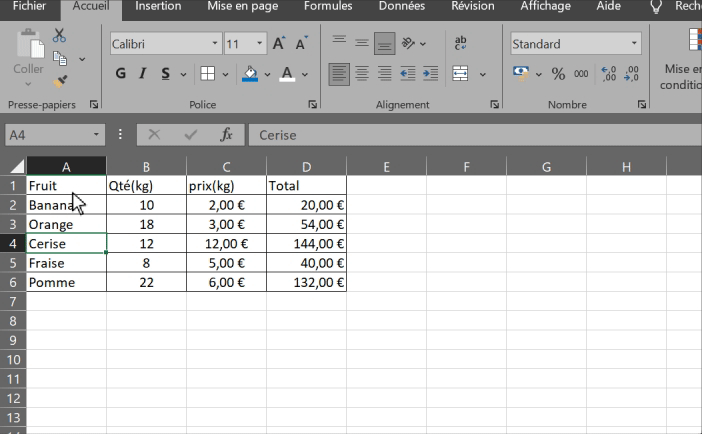 Fichier Accueil Insertion Mise en page Formules Données Révision Affichage Aide Rech
Coller
Calibri 11 A A
ab
c
Standard
G I S A
% 000 ,0 ,00
,00 ,0
Mise e
conditio
Presse-papiers Police Alignement Nombre
A4 fx Cerise
A B C D E F G H
1 Fruit Qté(kg) prix(kg) Total
2 Banana 10 2,00 € 20,00 €
3 Orange 18 3,00 € 54,00 €
4 Cerise 12 12,00 € 144,00 €
5 Fraise 8 5,00 € 40,00 €
6 Pomme 22 6,00 € 132,00 €
7
8
9
10
11
12
13